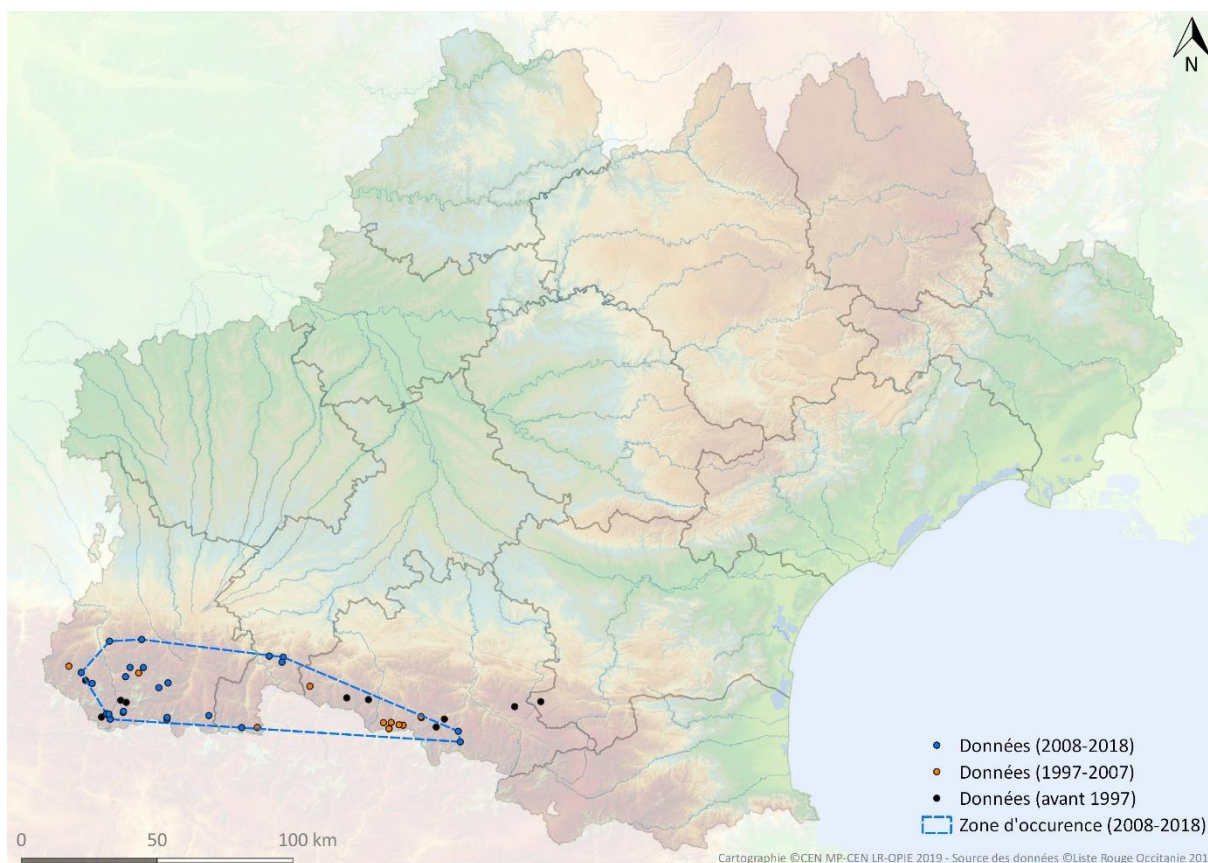 N
Données (2008-2018)
Données (1997-2007)
Données (avant 1997)
Zone d'occurence (2008-2018)
0 50 100 km
Cartographie ©CEN MP-CEN LR-OPIE 2019 - Source des données ©Liste Rouge Occitanie 201